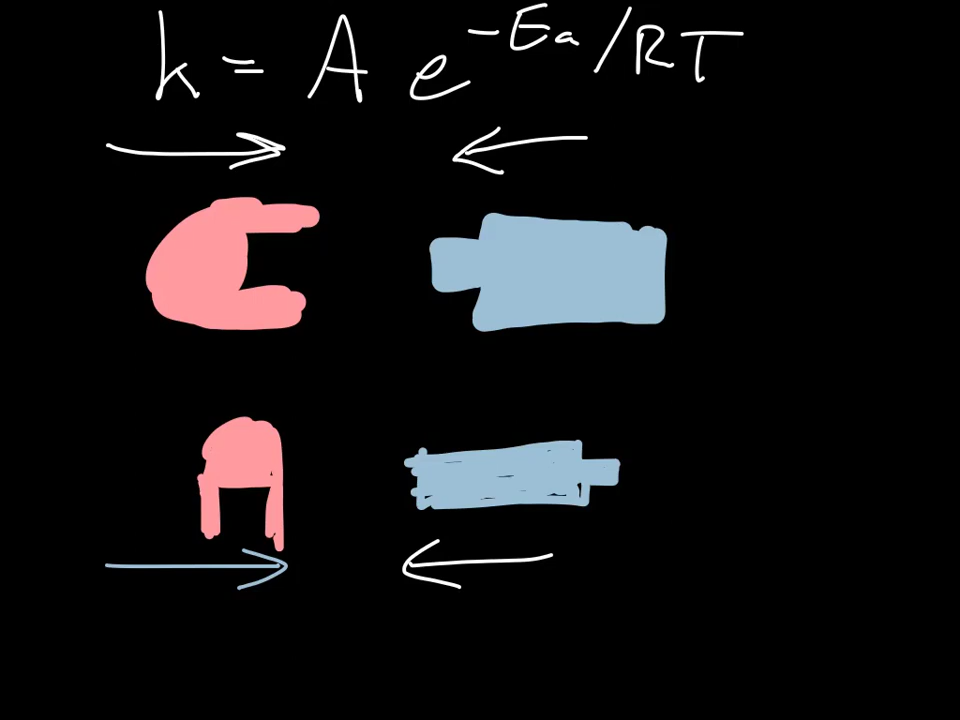 k = A e^-Ea/RT